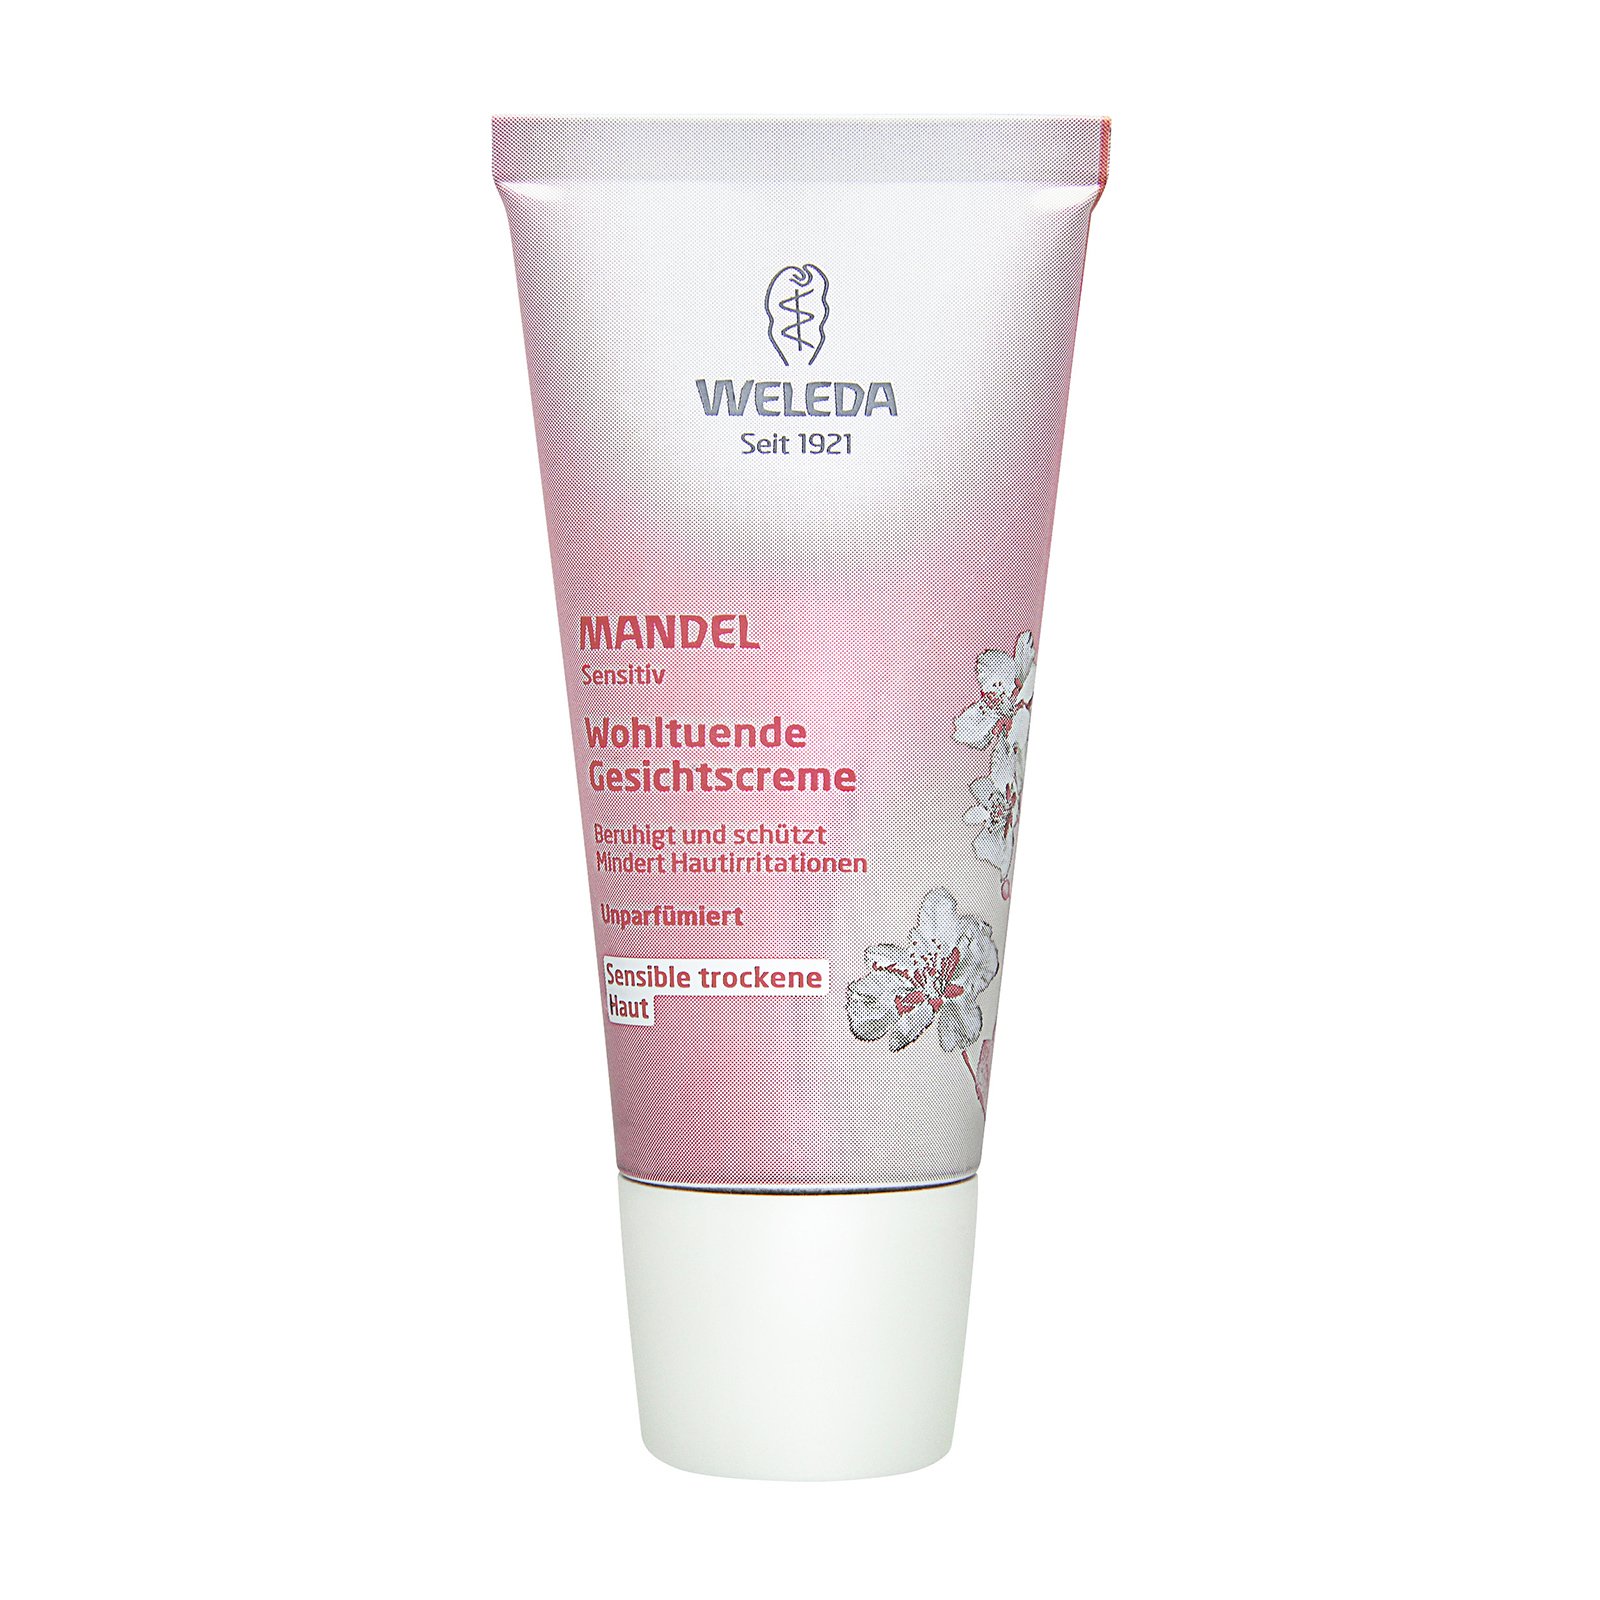 WELEDA
Seit 1921
MANDEL
Sensitiv
Wohltuende
Gesichtscreme
Beruhigt und schützt
Mindert Hautirritationen
Unparfümiert
Sensible trockene
Haut